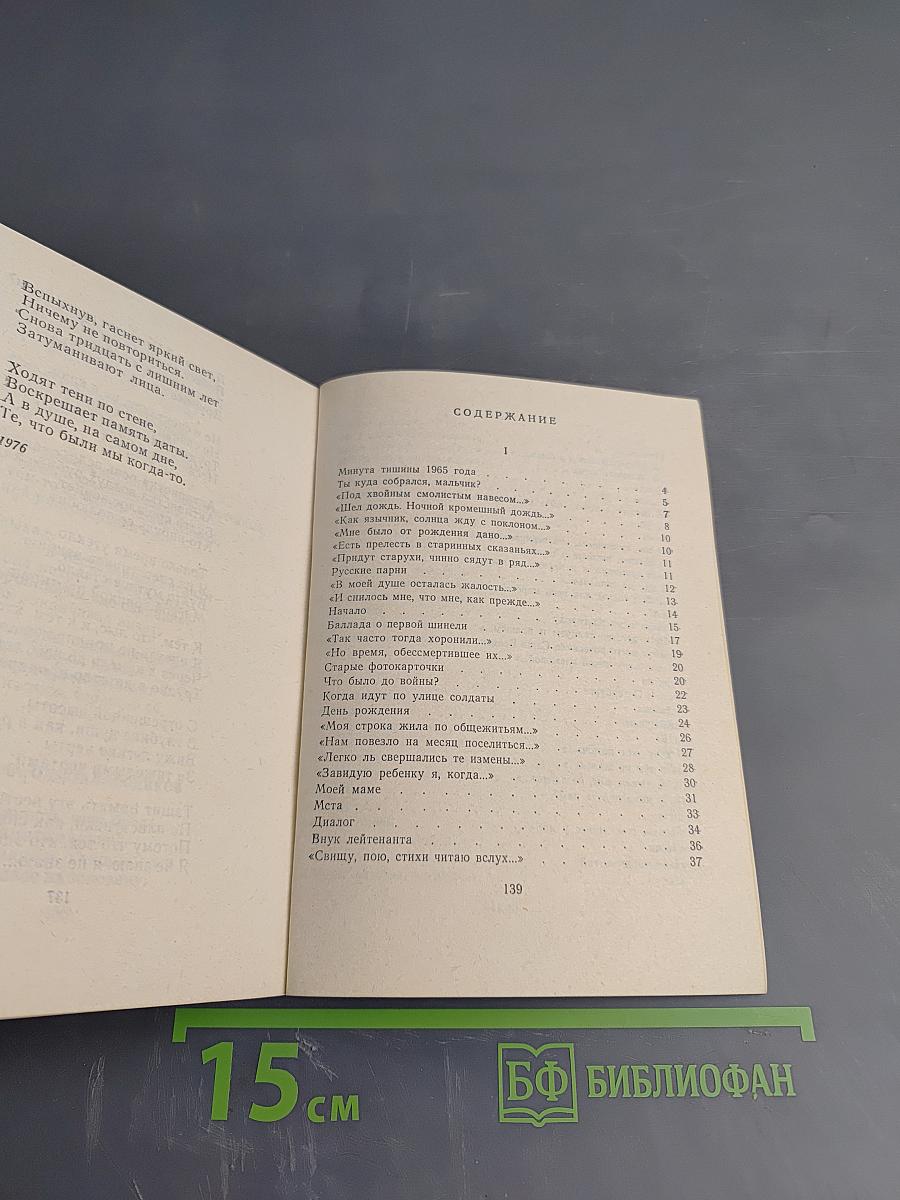 Вспыхнув, гаснет яркий свет,
Ничему не повториться.
Снова тридцать с лишним лет
Затуманивают лица.
Ходят тени по стене,
Воскрешает память даты.
А в душе, на самом дне,
Те, что были мы когда-то.
1976
СОДЕРЖАНИЕ
I
Минута тишины 1965 года 4
Ты куда собрался, мальчик? 5
«Под хвойным смолистым навесом...» 7
«Шел дождь. Ночной кромешный дождь...» 8
«Как язычник, солнца жду с поклоном...» 10
«Мне было от рождения дано...» 10
«Есть прелесть в старинных сказаньях...» 11
«Придут старухи, чинно сядут в ряд...» 11
Русские парни 12
«В моей душе осталась жалость...» 13
«И снилось мне, что мне, как прежде...» 14
Начало 15
Баллада о первой шинели 17
«Так часто тогда хоронили...» 19
«Но время, обессмертившее их...» 20
Старые фотокарточки 20
Что было до войны? 22
Когда идут по улице солдаты 23
День рождения 24
«Моя строка жила по общежитьям...» 26
«Нам повезло на месяц поселиться...» 27
«Легко ль свершались те измены...» 28
«Завидую ребенку я, когда...» 30
Моей маме 31
Мста 33
Диалог 34
Внук лейтенанта 36
«Свищу, пою, стихи читаю вслух...» 37
139
15 см
БФ БИБЛИОФАН